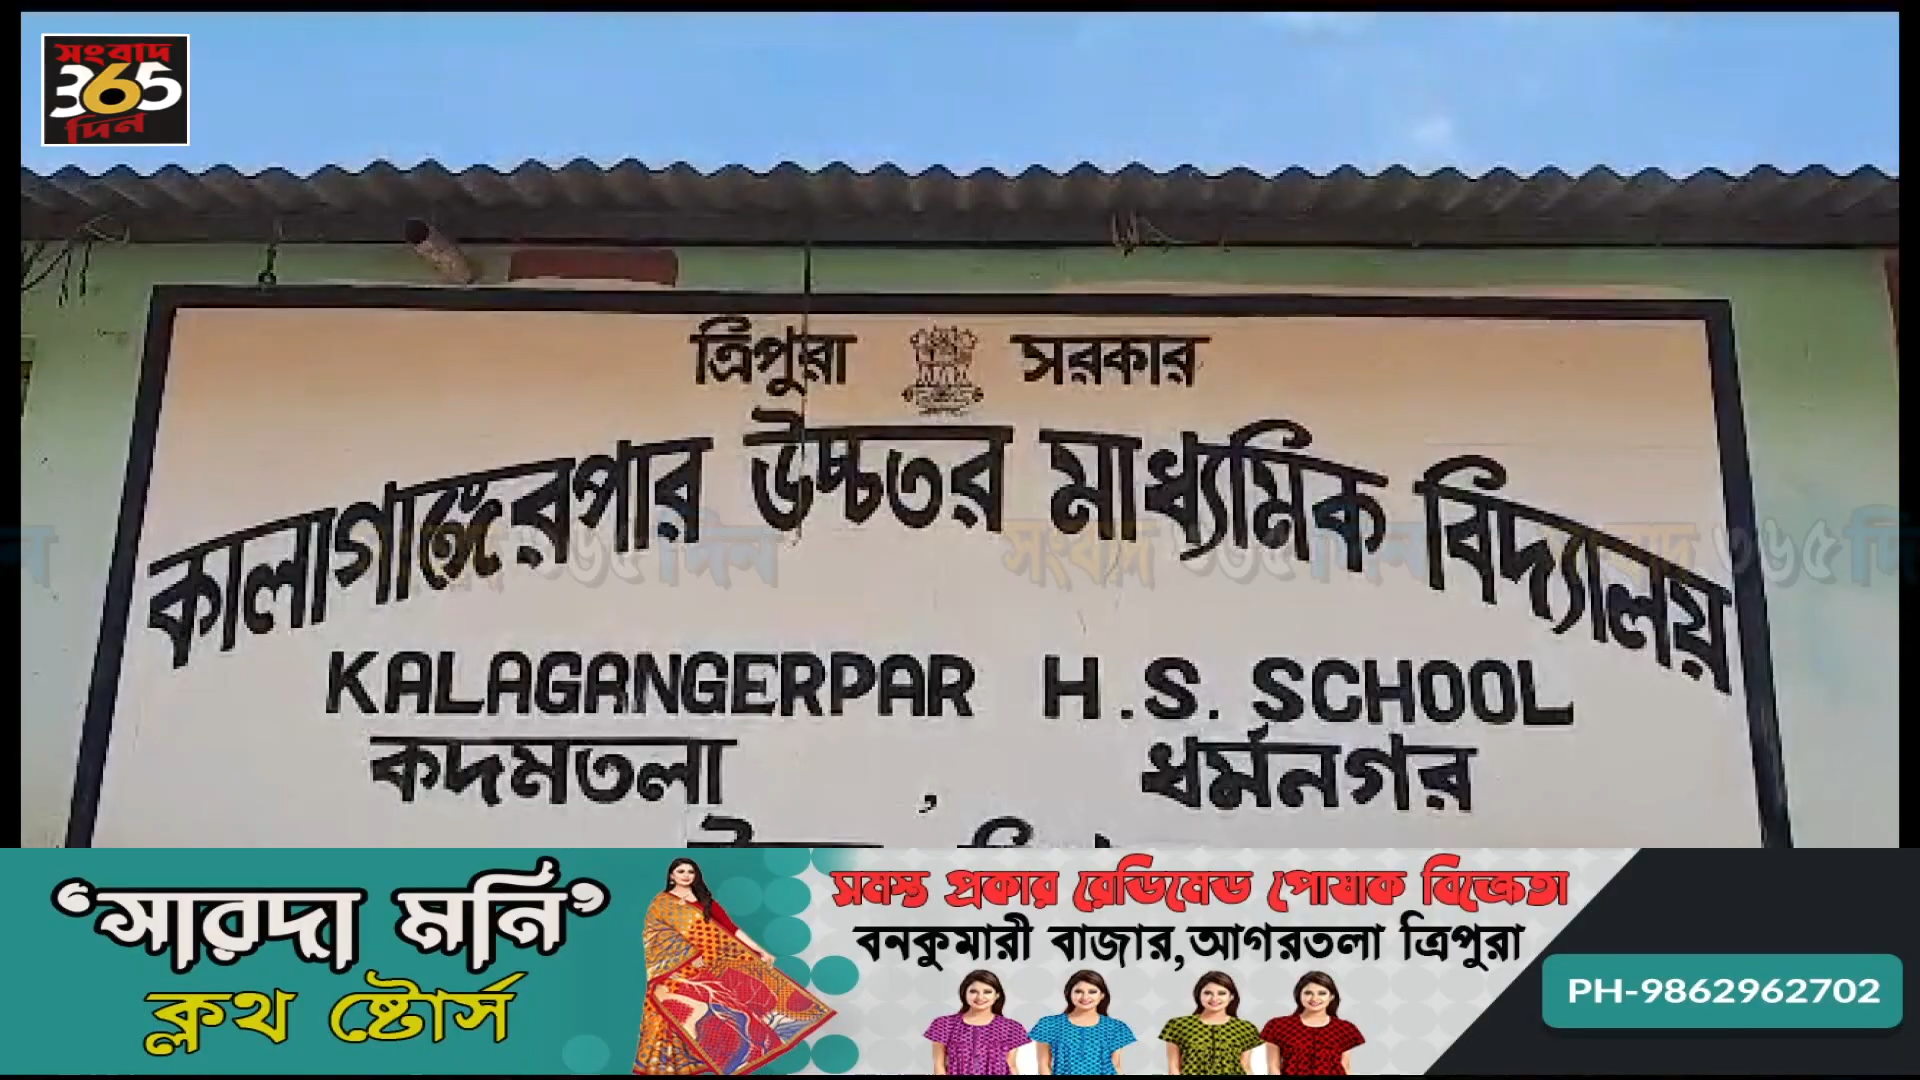 সংবাদ
365
দিন
ত্রিপুরা সরকার
কালাগাঙ্গেরপার উচ্চতর মাধ্যমিক বিদ্যালয়
সংবাদ ৩৬৫ দিন
KALAGANGERPAR H.S. SCHOOL
কদমতলা , ধর্মনগর
'সারদা মনি'
ক্লথ ষ্টোর্স
সমস্ত প্রকার রেডিমেড পোষাক বিক্রেতা
বনকুমারী বাজার,আগরতলা ত্রিপুরা
PH-9862962702